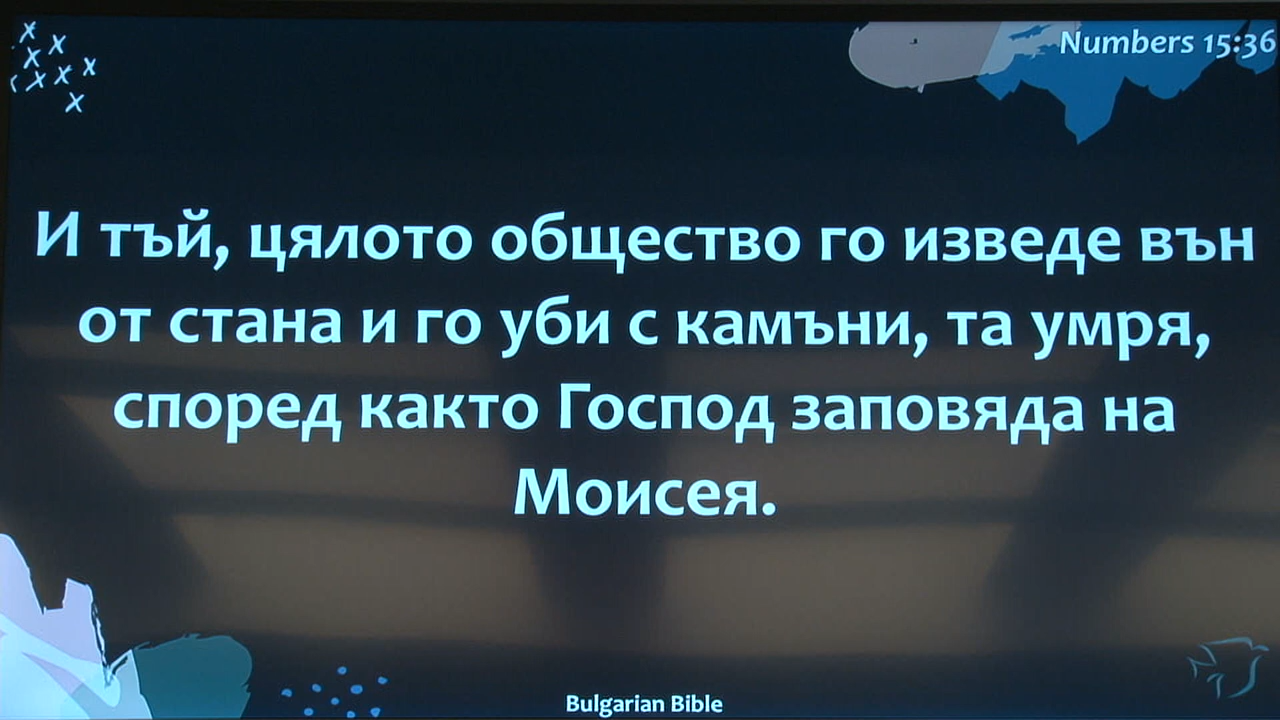 Numbers 15:36
И тъй, цялото общество го изведе вън
от стана и го уби с камъни, та умря,
според както Господ заповяда на
Моисея.
Bulgarian Bible